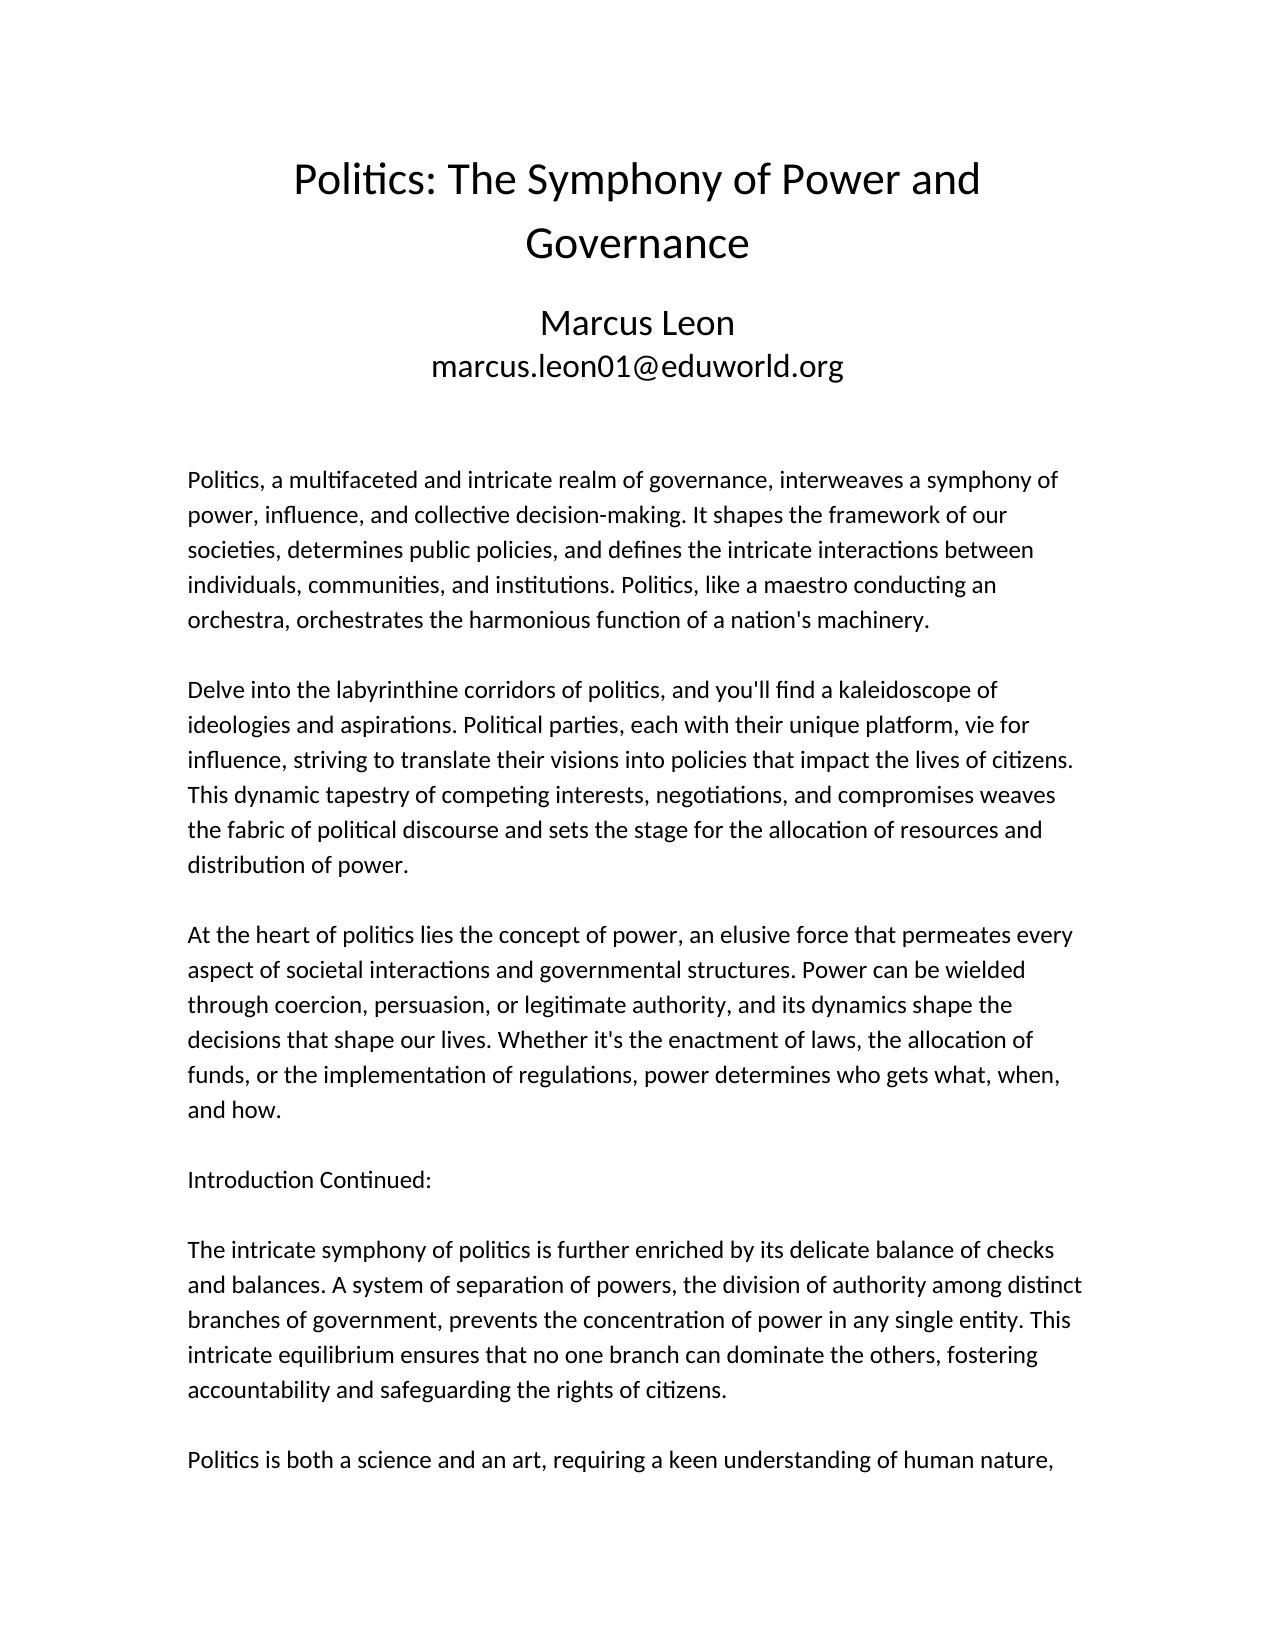 Politics: The Symphony of Power and
Governance
Marcus Leon
marcus.leon01@eduworld.org
Politics, a multifaceted and intricate realm of governance, interweaves a symphony of
power, influence, and collective decision-making. It shapes the framework of our
societies, determines public policies, and defines the intricate interactions between
individuals, communities, and institutions. Politics, like a maestro conducting an
orchestra, orchestrates the harmonious function of a nation's machinery.
Delve into the labyrinthine corridors of politics, and you'll find a kaleidoscope of
ideologies and aspirations. Political parties, each with their unique platform, vie for
influence, striving to translate their visions into policies that impact the lives of citizens.
This dynamic tapestry of competing interests, negotiations, and compromises weaves
the fabric of political discourse and sets the stage for the allocation of resources and
distribution of power.
At the heart of politics lies the concept of power, an elusive force that permeates every
aspect of societal interactions and governmental structures. Power can be wielded
through coercion, persuasion, or legitimate authority, and its dynamics shape the
decisions that shape our lives. Whether it's the enactment of laws, the allocation of
funds, or the implementation of regulations, power determines who gets what, when,
and how.
Introduction Continued:
The intricate symphony of politics is further enriched by its delicate balance of checks
and balances. A system of separation of powers, the division of authority among distinct
branches of government, prevents the concentration of power in any single entity. This
intricate equilibrium ensures that no one branch can dominate the others, fostering
accountability and safeguarding the rights of citizens.
Politics is both a science and an art, requiring a keen understanding of human nature,